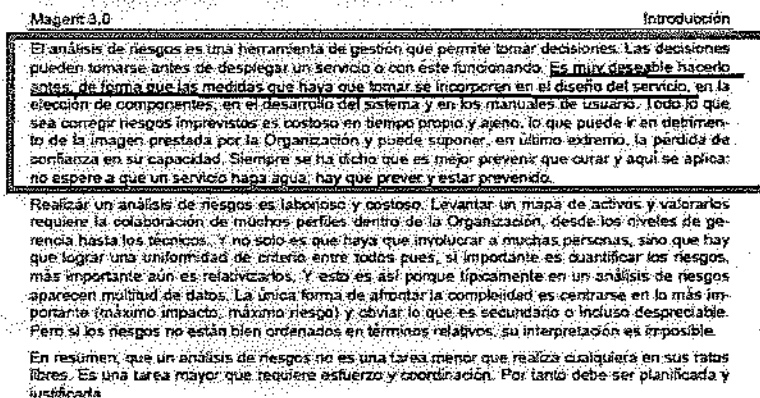 Magerit 3.0 Introducción
El análisis de riesgos es una herramienta de gestión que permite tomar decisiones. Las decisiones
pueden tomarse antes de desplegar un servicio o con éste funcionando. Es muy deseable hacerlo
antes, de forma que las medidas que haya que tomar se incorporen en el diseño del servicio, en la
elección de componentes, en el desarrollo del sistema y en los manuales de usuario. Todo lo que
sea corregir riesgos imprevistos es costoso en tiempo propio y ajeno, lo que puede ir en detrimen-
to de la imagen prestada por la Organización y puede suponer, en último extremo, la pérdida de
confianza en su capacidad. Siempre se ha dicho que es mejor prevenir que curar y aquí se aplica:
no espere a que un servicio haga agua; hay que prever y estar prevenido.
Realizar un análisis de riesgos es laborioso y costoso. Levantar un mapa de activos y valorarlos
requiere la colaboración de muchos perfiles dentro de la Organización, desde los niveles de ge-
rencia hasta los técnicos. Y no solo es que haya que involucrar a muchas personas, sino que hay
que lograr una uniformidad de criterio entre todos pues, si importante es cuantificar los riesgos,
más importante aún es relativizarlos. Y esto es así porque típicamente en un análisis de riesgos
aparecen multitud de datos. La única forma de afrontar la complejidad es centrarse en lo más im-
portante (máximo impacto, máximo riesgo) y obviar lo que es secundario o incluso despreciable.
Pero si los riesgos no están bien ordenados en términos relativos, su interpretación es imposible.
En resumen, que un análisis de riesgos no es una tarea menor que realiza cualquiera en sus ratos
libres. Es una tarea mayor que requiere esfuerzo y coordinación. Por tanto debe ser planificada y
justificada.